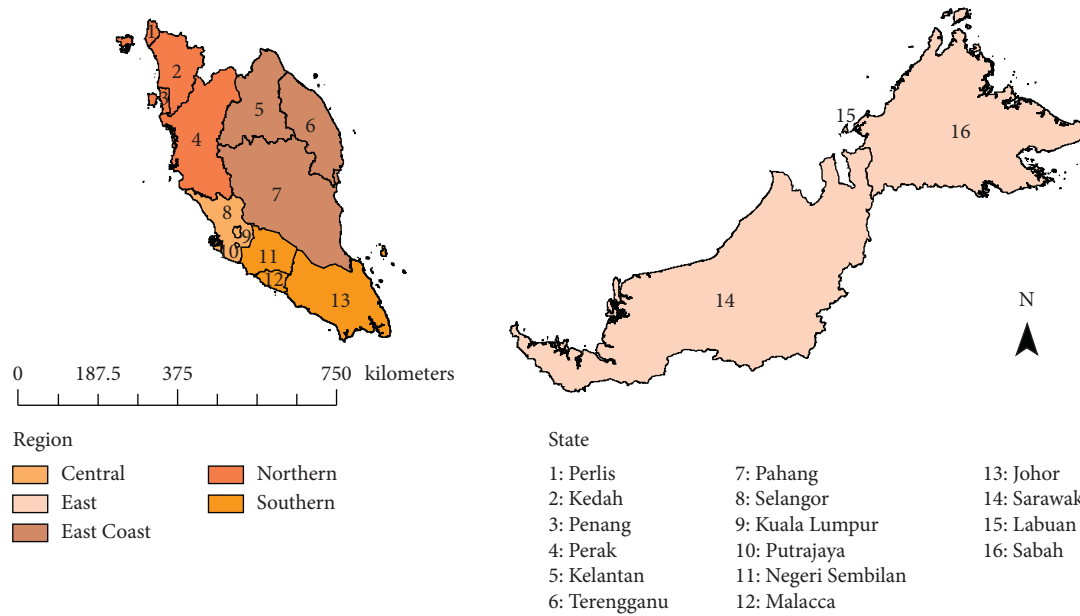 1
2
3
4
5
6
7
8
9
10
11
12
13
14
15
16
N
0 187.5 375 750 kilometers
Region
Central
East
East Coast
Northern
Southern
State
1: Perlis
2: Kedah
3: Penang
4: Perak
5: Kelantan
6: Terengganu
7: Pahang
8: Selangor
9: Kuala Lumpur
10: Putrajaya
11: Negeri Sembilan
12: Malacca
13: Johor
14: Sarawak
15: Labuan
16: Sabah